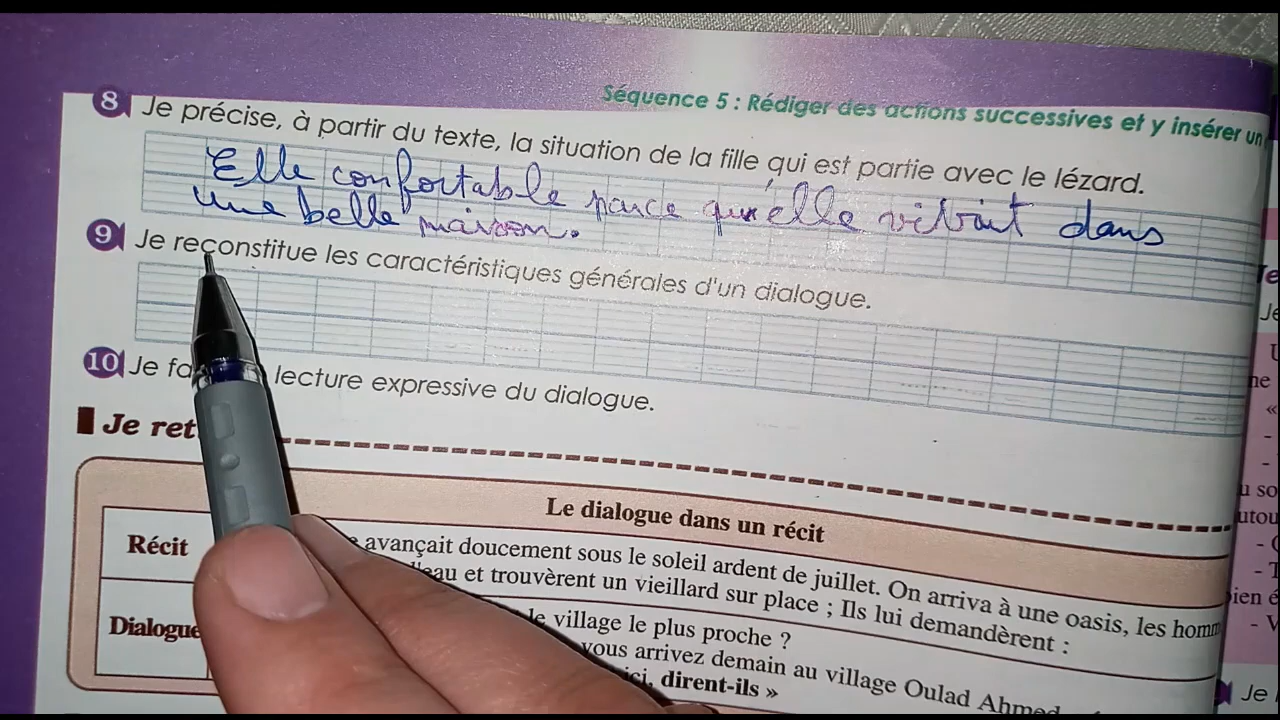 Séquence 5 : Rédiger des actions successives et y insérer un
8 Je précise, à partir du texte, la situation de la fille qui est partie avec le lézard.
Elle confortable parce qu'elle vivait dans
une belle maison.
9 Je reconstitue les caractéristiques générales d'un dialogue.
10 Je fa lecture expressive du dialogue.
Je ret
Le dialogue dans un récit
Récit
avançait doucement sous le soleil ardent de juillet. On arriva à une oasis, les homm
et trouvèrent un vieillard sur place ; Ils lui demandèrent :
Dialogue
le village le plus proche ?
vous arrivez demain au village Oulad Ahmed
ici, dirent-ils »
Je